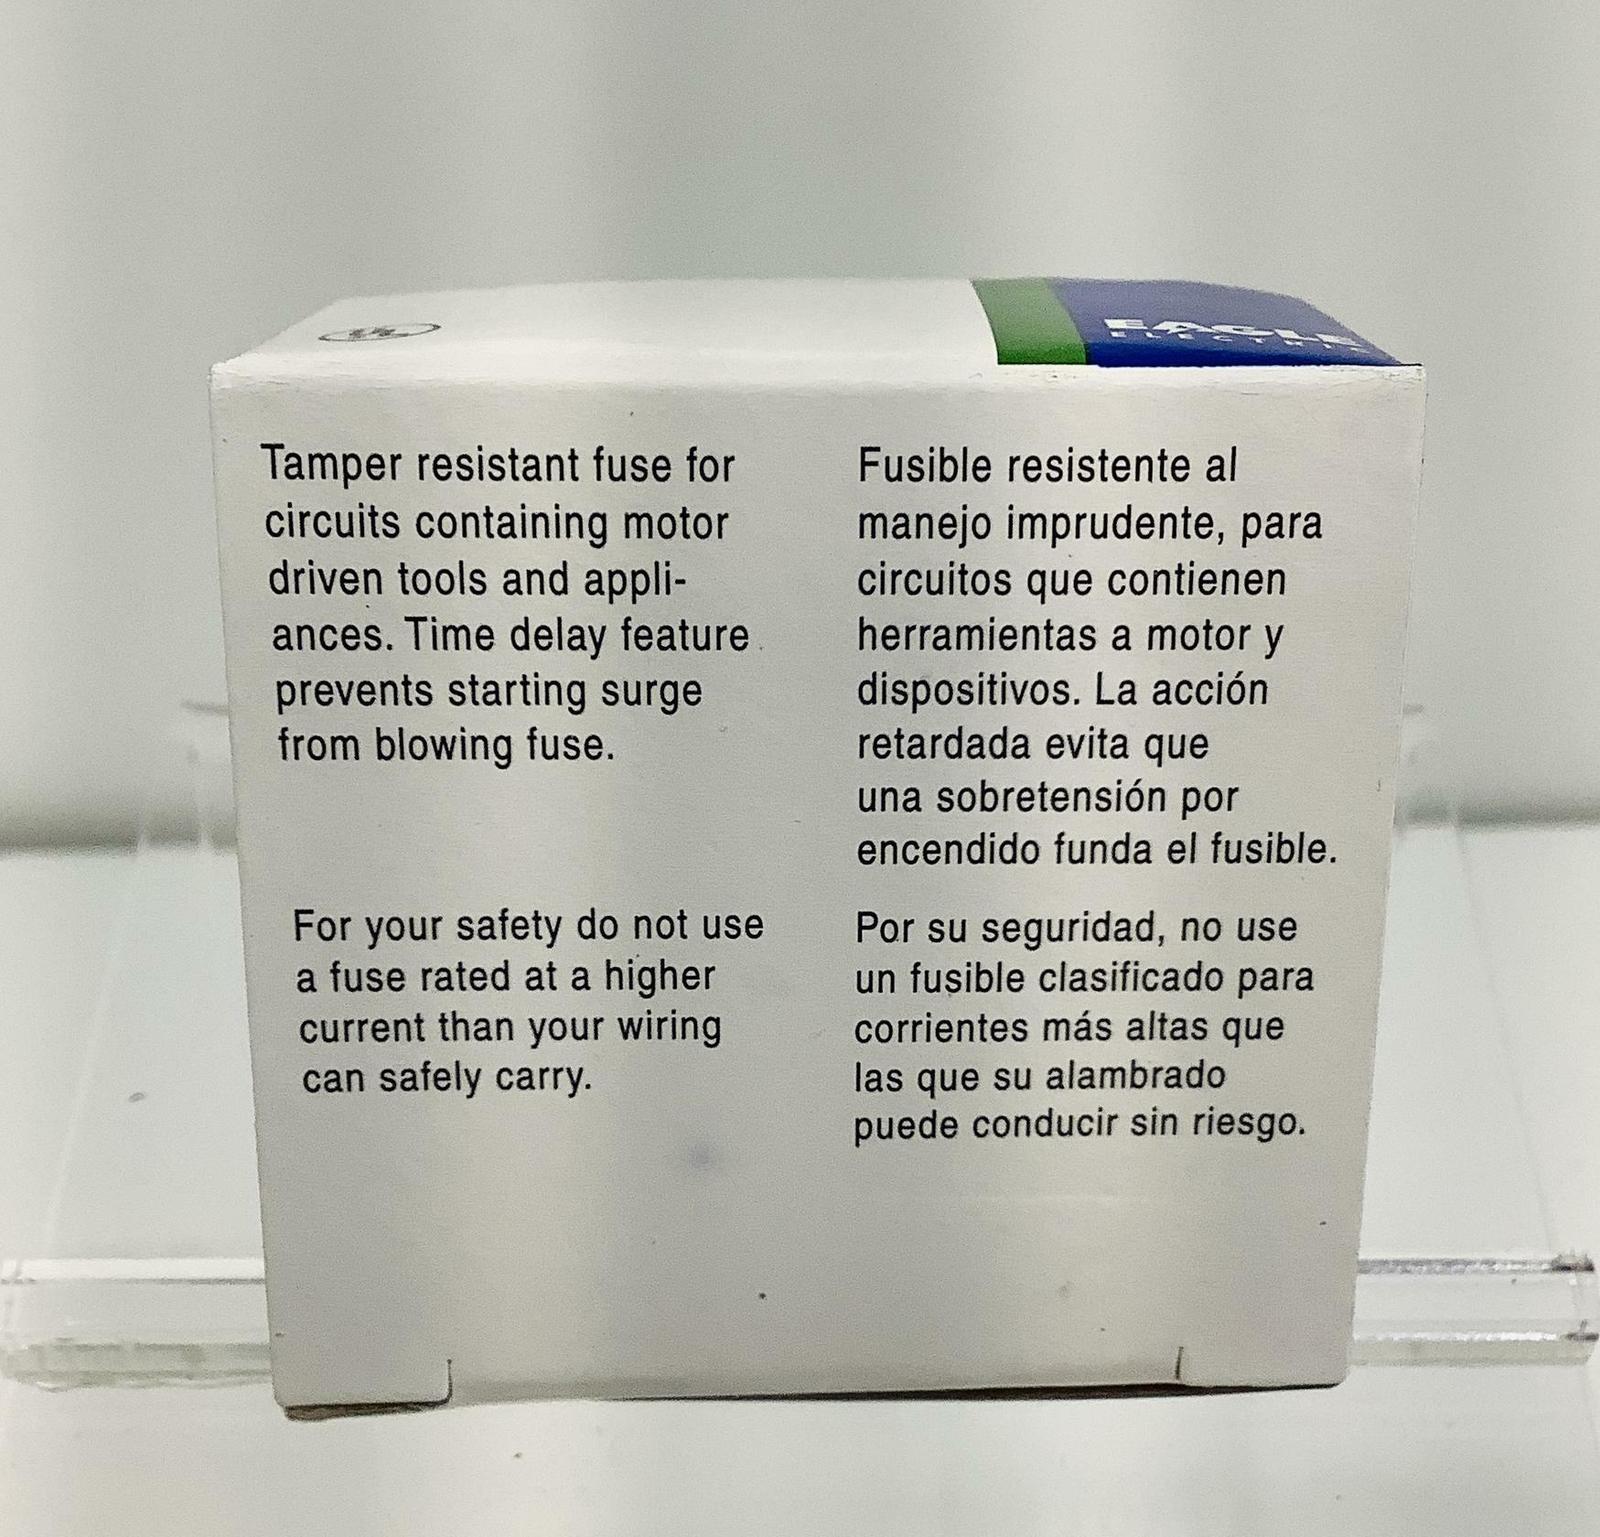 EAGLE
ELECTRIC
Tamper resistant fuse for
circuits containing motor
driven tools and appli-
ances. Time delay feature
prevents starting surge
from blowing fuse.
For your safety do not use
a fuse rated at a higher
current than your wiring
can safely carry.
Fusible resistente al
manejo imprudente, para
circuitos que contienen
herramientas a motor y
dispositivos. La acción
retardada evita que
una sobretensión por
encendido funda el fusible.
Por su seguridad, no use
un fusible clasificado para
corrientes más altas que
las que su alambrado
puede conducir sin riesgo.